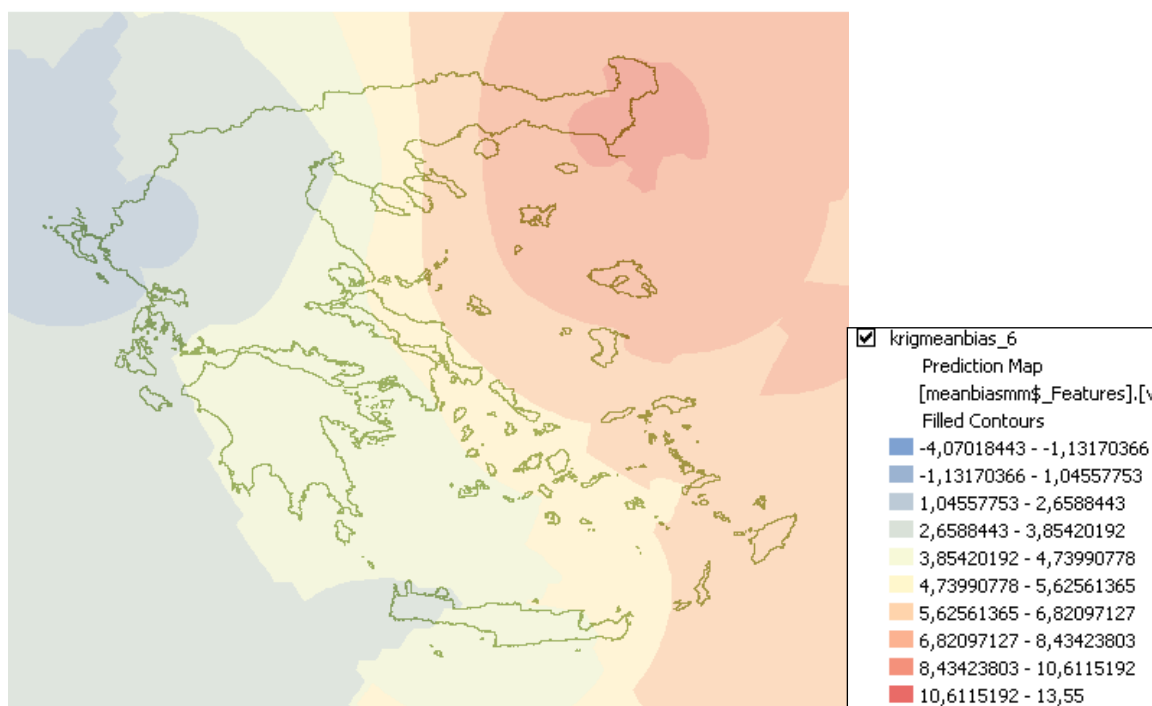 krigmeanbias_6
Prediction Map
[meanbiasmm$_Features].[v
Filled Contours
-4,07018443 - -1,13170366
-1,13170366 - 1,04557753
1,04557753 - 2,6588443
2,6588443 - 3,85420192
3,85420192 - 4,73990778
4,73990778 - 5,62561365
5,62561365 - 6,82097127
6,82097127 - 8,43423803
8,43423803 - 10,6115192
10,6115192 - 13,55